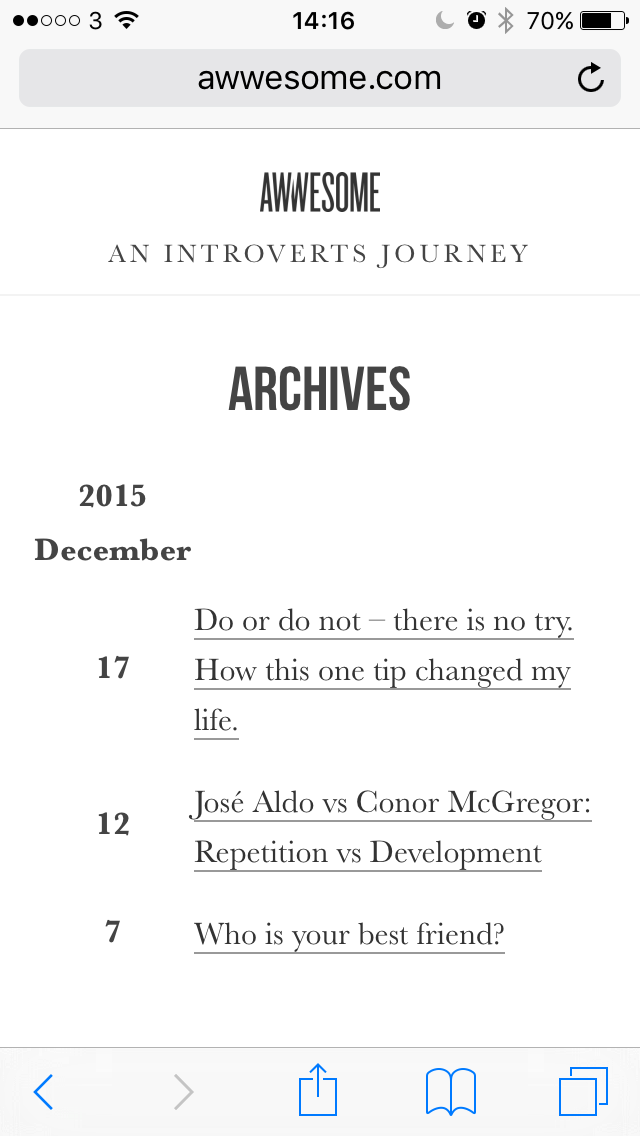 3 14:16 70%
awwesome.com
AWWESOME
AN INTROVERTS JOURNEY
ARCHIVES
2015
December
17
Do or do not – there is no try.
How this one tip changed my
life.
12
José Aldo vs Conor McGregor:
Repetition vs Development
7
Who is your best friend?